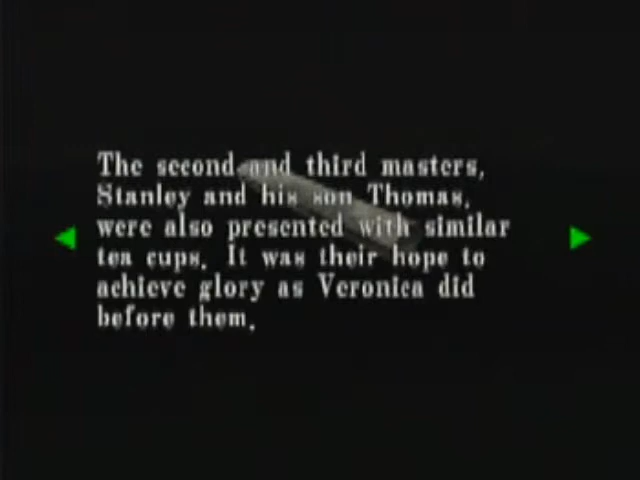 The second and third masters,
Stanley and his son Thomas,
were also presented with similar
tea cups. It was their hope to
achieve glory as Veronica did
before them.